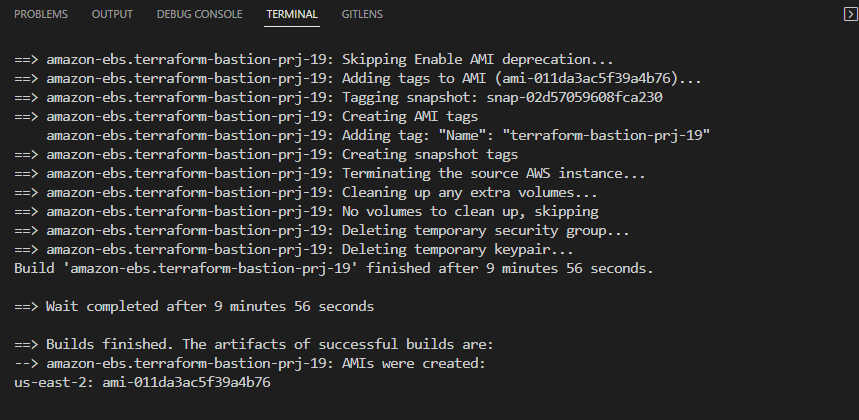 PROBLEMS OUTPUT DEBUG CONSOLE TERMINAL GITLENS
==> amazon-ebs.terraform-bastion-prj-19: Skipping Enable AMI deprecation...
==> amazon-ebs.terraform-bastion-prj-19: Adding tags to AMI (ami-011da3ac5f39a4b76)...
==> amazon-ebs.terraform-bastion-prj-19: Tagging snapshot: snap-02d57059608fca230
==> amazon-ebs.terraform-bastion-prj-19: Creating AMI tags
    amazon-ebs.terraform-bastion-prj-19: Adding tag: "Name": "terraform-bastion-prj-19"
==> amazon-ebs.terraform-bastion-prj-19: Creating snapshot tags
==> amazon-ebs.terraform-bastion-prj-19: Terminating the source AWS instance...
==> amazon-ebs.terraform-bastion-prj-19: Cleaning up any extra volumes...
==> amazon-ebs.terraform-bastion-prj-19: No volumes to clean up, skipping
==> amazon-ebs.terraform-bastion-prj-19: Deleting temporary security group...
==> amazon-ebs.terraform-bastion-prj-19: Deleting temporary keypair...
Build 'amazon-ebs.terraform-bastion-prj-19' finished after 9 minutes 56 seconds.
==> Wait completed after 9 minutes 56 seconds
==> Builds finished. The artifacts of successful builds are:
--> amazon-ebs.terraform-bastion-prj-19: AMIs were created:
us-east-2: ami-011da3ac5f39a4b76